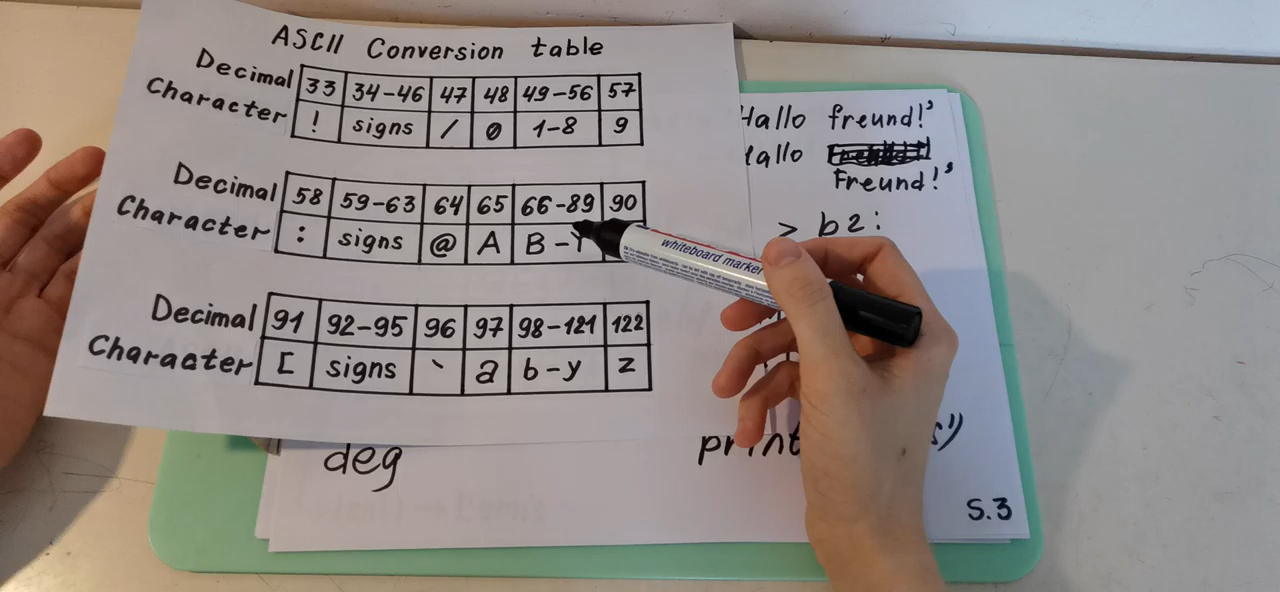 ASCII Conversion table
Decimal 33 34-46 47 48 49-56 57
Character ! signs / 0 1-8 9
Decimal 58 59-63 64 65 66-89 90
Character : signs @ A B-Y
Decimal 91 92-95 96 97 98-121 122
Character [ signs ` a b-y z
Hallo freund!'
Hallo
Freund!'
> b2:
whiteboard marker
deg
print s')
S.3